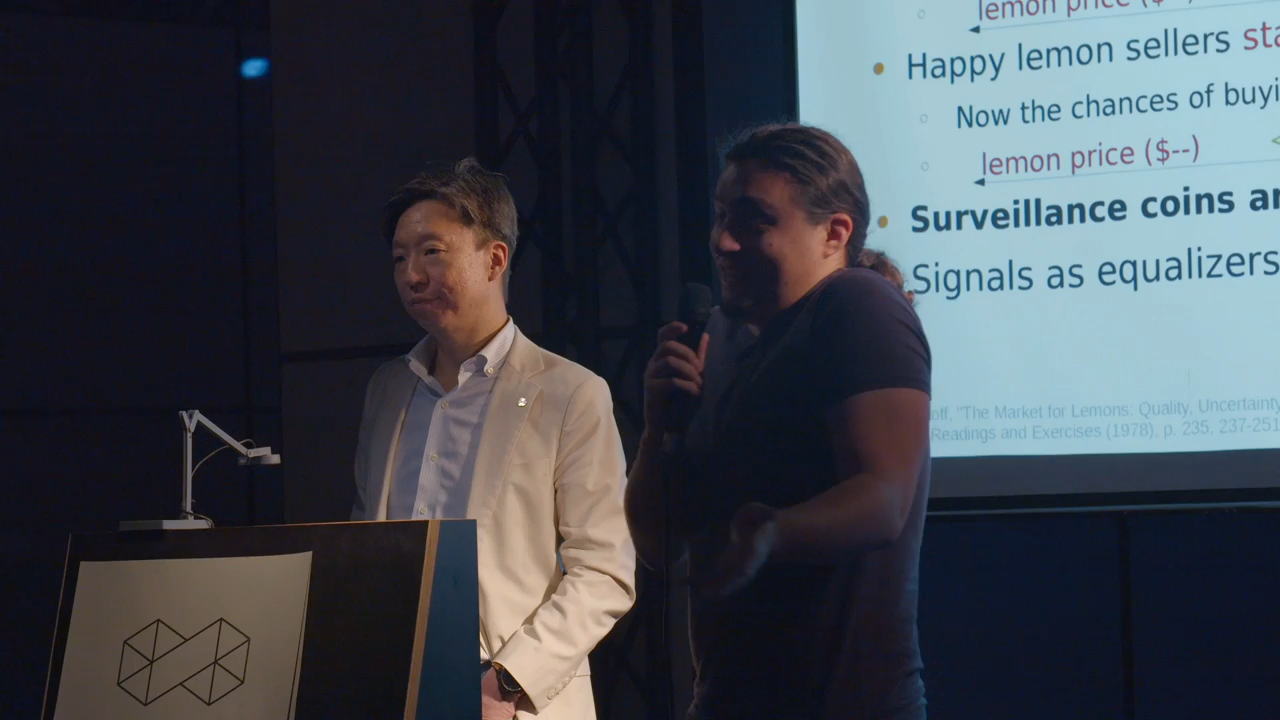 lemon price ($
Happy lemon sellers sta
Now the chances of buyi
lemon price ($--)
Surveillance coins ar
Signals as equalizers
off, "The Market for Lemons: Quality, Uncertainty
Readings and Exercises (1978), p. 235, 237-251